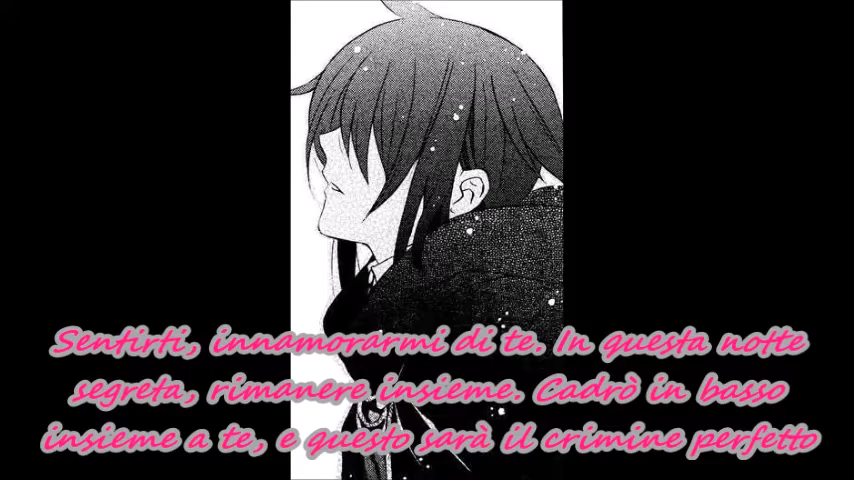 Sentirti, innamorarmi di te. In questa notte
segreta, rimanere insieme. Cadrò in basso
insieme a te, e questo sarà il crimine perfetto